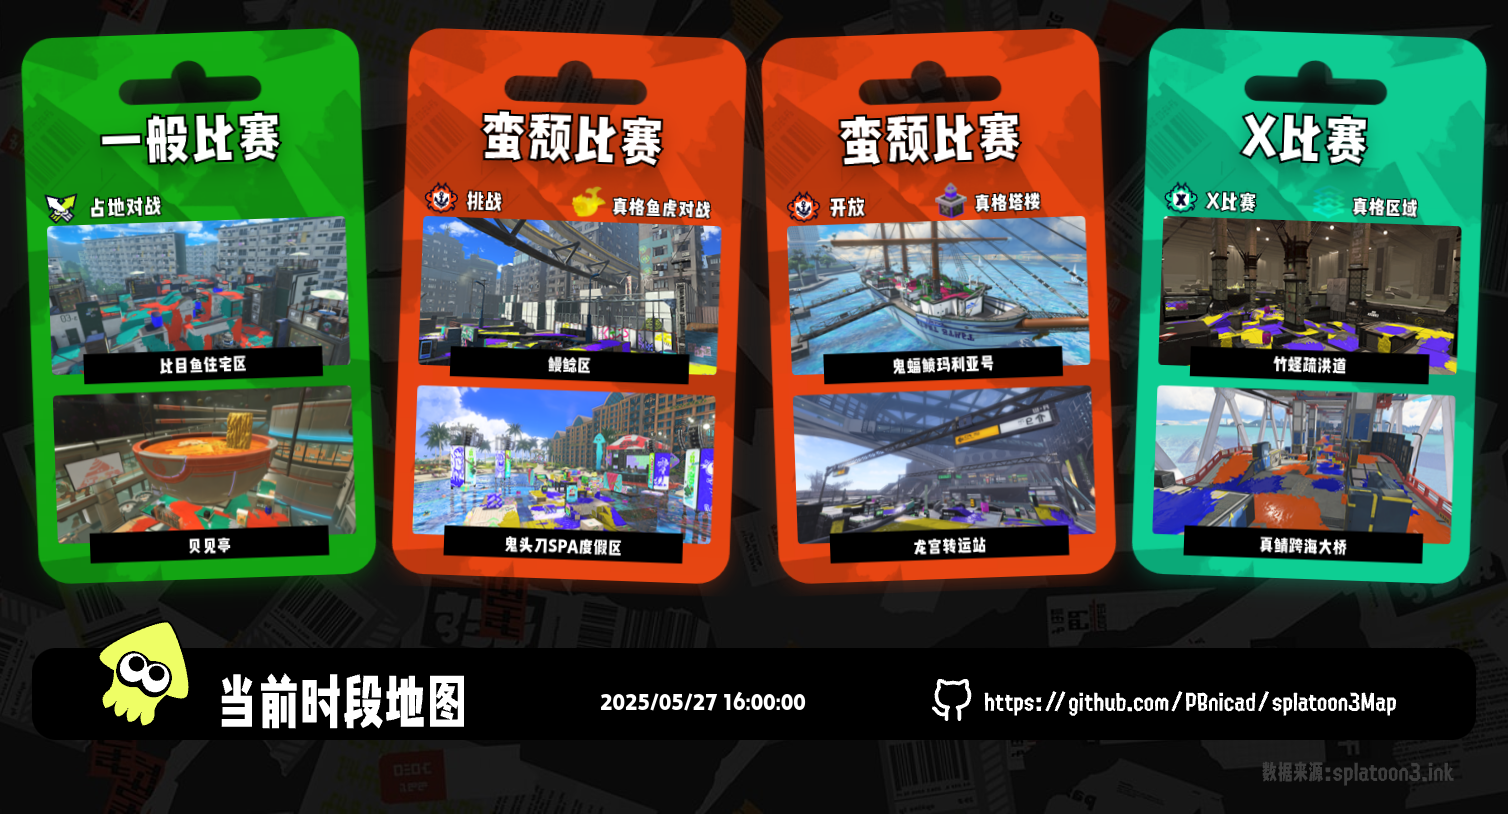 一般比赛
占地对战
比目鱼住宅区
贝见亭
蛮颓比赛
挑战
真格鱼虎对战
鳗鲶区
鬼头刀SPA度假区
蛮颓比赛
开放
真格塔楼
鬼蝠鲼玛利亚号
龙宫转运站
X比赛
X比赛
真格区域
竹蛏疏洪道
真鲭跨海大桥
当前时段地图
2025/05/27 16:00:00
https://github.com/PBnicad/splatoon3Map
数据来源:splatoon3.ink